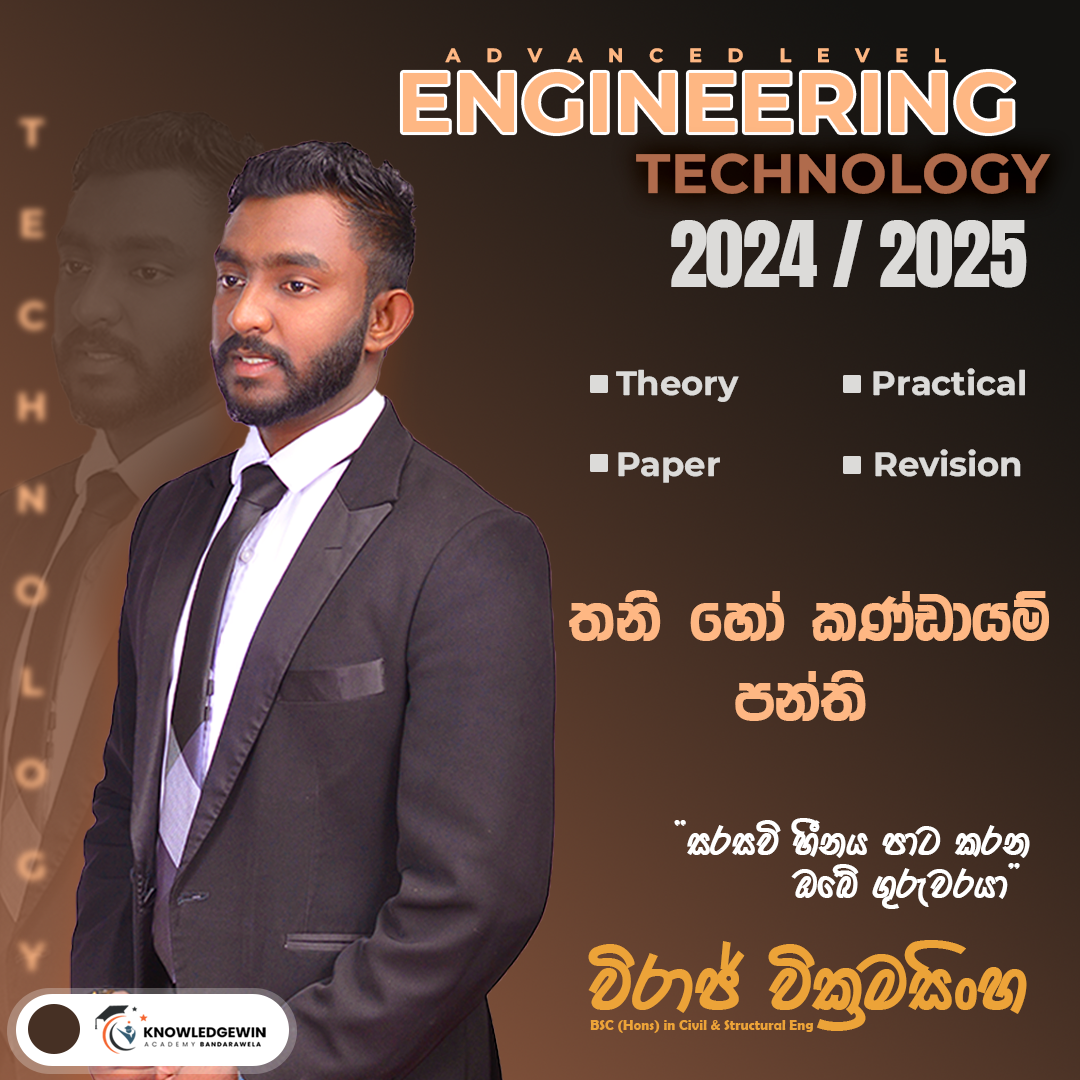 ADVANCED LEVEL
ENGINEERING
TECHNOLOGY
2024 / 2025
Theory
Practical
Paper
Revision
තනි හෝ කණ්ඩායම්
පන්ති
"සරසවි හීනය පාට කරන
ඔබේ ගුරුවරයා"
විරාජ් වික්‍රමසිංහ
BSC (Hons) in Civil & Structural Eng
TECHNOLOGY
KNOWLEDGEWIN
ACADEMY BANDARAWELA